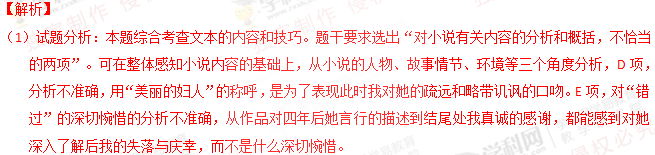 【解析】
（1）试题分析：本题综合考查文本的内容和技巧。题干要求选出“对小说有关内容的分析和概括，不恰当
的两项”。可在整体感知小说内容的基础上，从小说的人物、故事情节、环境等三个角度分析，D 项，
分析不准确，用“美丽的妇人”的称呼，是为了表现此时我对她的疏远和略带讥讽的口吻。E 项，对“错
过”的深切惋惜的分析不准确，从作品对四年后她言行的描述到结尾处我真诚的感谢，都能感到对她
深入了解后我的失落与庆幸，而不是什么深切惋惜。